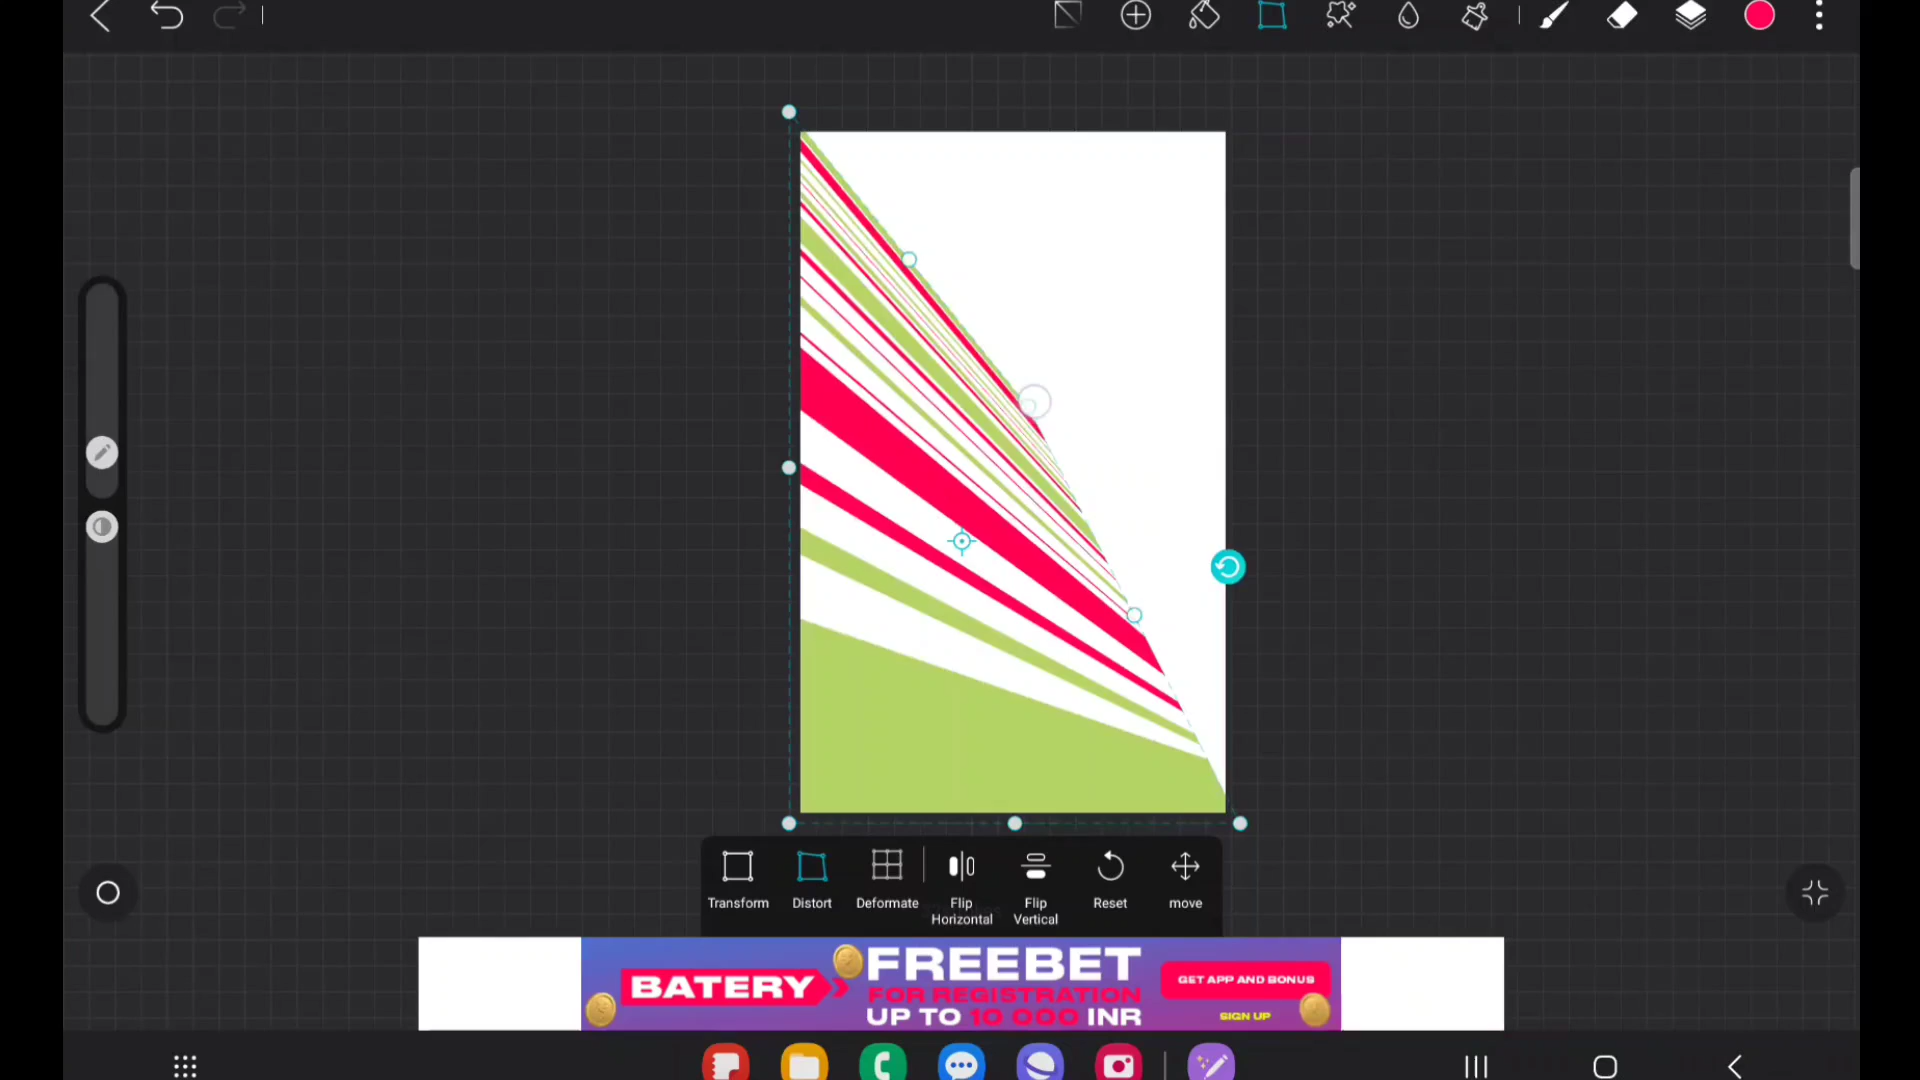 Transform
Distort
Deformate
Flip Horizontal
Flip Vertical
Reset
move
BATERY
FREEBET
FOR REGISTRATION
UP TO 10 000 INR
GET APP AND BONUS
SIGN UP